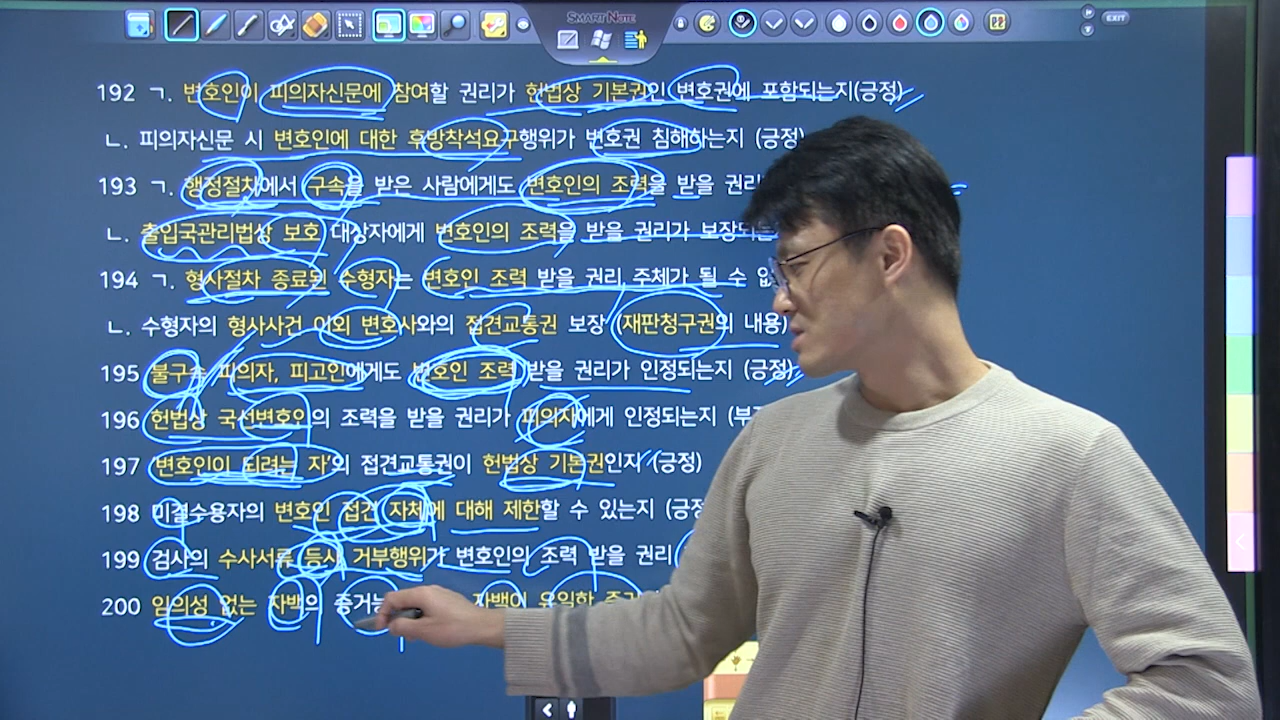 SMART NOTE
EXIT
192 ㄱ. 변호인이 피의자신문에 참여할 권리가 헌법상 기본권인 변호권에 포함되는지(긍정)
ㄴ. 피의자신문 시 변호인에 대한 후방착석요구행위가 변호권 침해하는지 (긍정)
193 ㄱ. 행정절차에서 구속을 받은 사람에게도 변호인의 조력을 받을 권리
ㄴ. 출입국관리법상 보호 대상자에게 변호인의 조력을 받을 권리가
194 ㄱ. 형사절차 종료된 수형자는 변호인 조력 받을 권리 주체가 될 수
ㄴ. 수형자의 형사사건 이외 변호사와의 접견교통권 보장 (재판청구권의 내용)
195 불구속 피의자, 피고인에게도 변호인 조력 받을 권리가 인정되는지 (긍정)
196 헌법상 국선변호인의 조력을 받을 권리가 피의자에게 인정되는지
197 '변호인이 되려는 자'의 접견교통권이 헌법상 기본권인지 (긍정)
198 미결수용자의 변호인 접견 자체에 대해 제한할 수 있는지
199 검사의 수사서류 등사 거부행위가 변호인의 조력 받을 권리
200 임의성 없는 자백의 증거능 자백이 유일한 증거